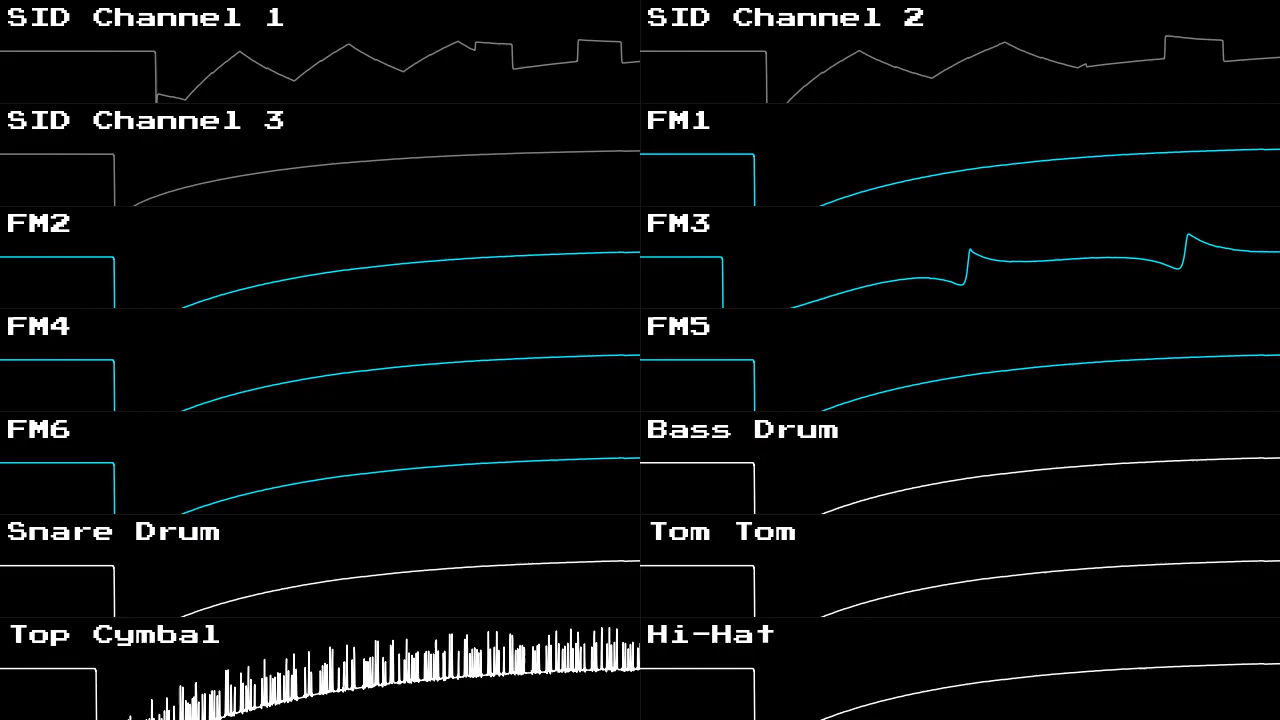 SID Channel 1
SID Channel 2
SID Channel 3
FM1
FM2
FM3
FM4
FM5
FM6
Bass Drum
Snare Drum
Tom Tom
Top Cymbal
Hi-Hat